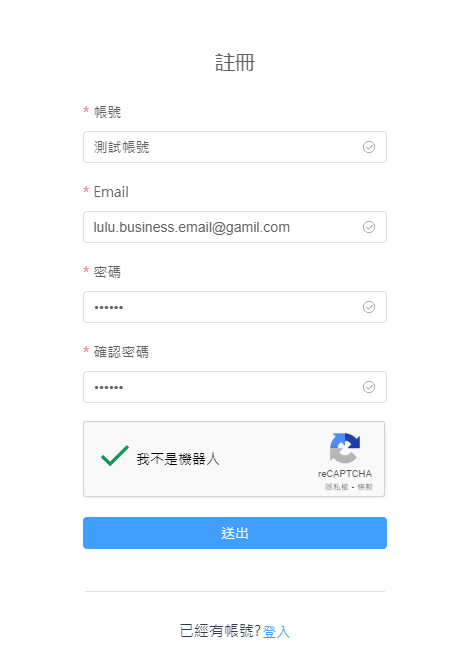 註冊
* 帳號
測試帳號
* Email
lulu.business.email@gamil.com
* 密碼
••••••
* 確認密碼
••••••
我不是機器人
reCAPTCHA
隱私權 - 條款
送出
已經有帳號?登入